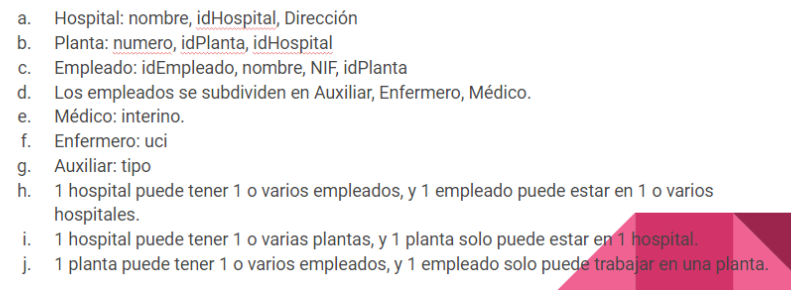 a. Hospital: nombre, idHospital, Dirección
b. Planta: numero, idPlanta, idHospital
c. Empleado: idEmpleado, nombre, NIF, idPlanta
d. Los empleados se subdividen en Auxiliar, Enfermero, Médico.
e. Médico: interino.
f. Enfermero: uci
g. Auxiliar: tipo
h. 1 hospital puede tener 1 o varios empleados, y 1 empleado puede estar en 1 o varios
hospitales.
i. 1 hospital puede tener 1 o varias plantas, y 1 planta solo puede estar en 1 hospital.
j. 1 planta puede tener 1 o varios empleados, y 1 empleado solo puede trabajar en una planta.